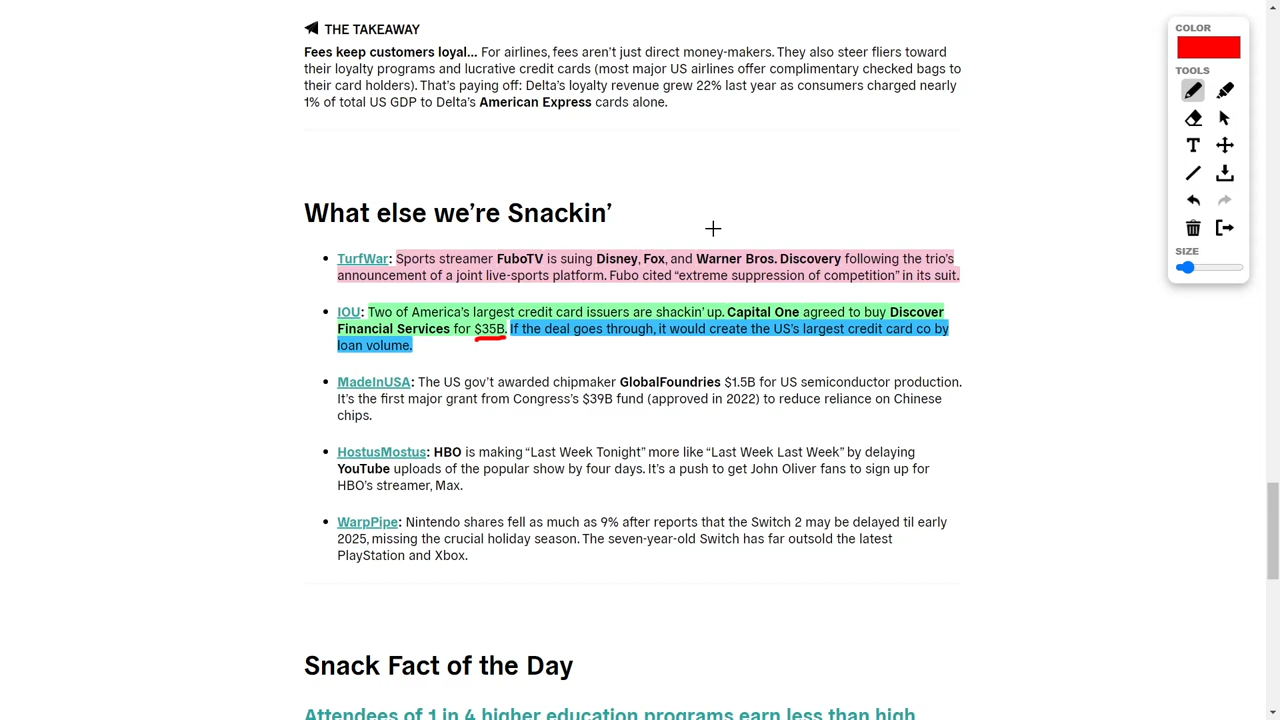 THE TAKEAWAY
Fees keep customers loyal... For airlines, fees aren't just direct money-makers. They also steer fliers toward
their loyalty programs and lucrative credit cards (most major US airlines offer complimentary checked bags to
their card holders). That's paying off: Delta's loyalty revenue grew 22% last year as consumers charged nearly
1% of total US GDP to Delta's American Express cards alone.
What else we're Snackin'
TurfWar: Sports streamer FuboTV is suing Disney, Fox, and Warner Bros. Discovery following the trio's
announcement of a joint live-sports platform. Fubo cited "extreme suppression of competition" in its suit.
IOU: Two of America's largest credit card issuers are shackin' up. Capital One agreed to buy Discover
Financial Services for $35B. If the deal goes through, it would create the US's largest credit card co by
loan volume.
MadeInUSA: The US gov't awarded chipmaker GlobalFoundries $1.5B for US semiconductor production.
It's the first major grant from Congress's $39B fund (approved in 2022) to reduce reliance on Chinese
chips.
HostusMostus: HBO is making "Last Week Tonight" more like "Last Week Last Week" by delaying
YouTube uploads of the popular show by four days. It's a push to get John Oliver fans to sign up for
HBO's streamer, Max.
WarpPipe: Nintendo shares fell as much as 9% after reports that the Switch 2 may be delayed til early
2025, missing the crucial holiday season. The seven-year-old Switch has far outsold the latest
PlayStation and Xbox.
Snack Fact of the Day
Attendees of 1 in 4 higher education programs earn less than high
COLOR
TOOLS
T
SIZE